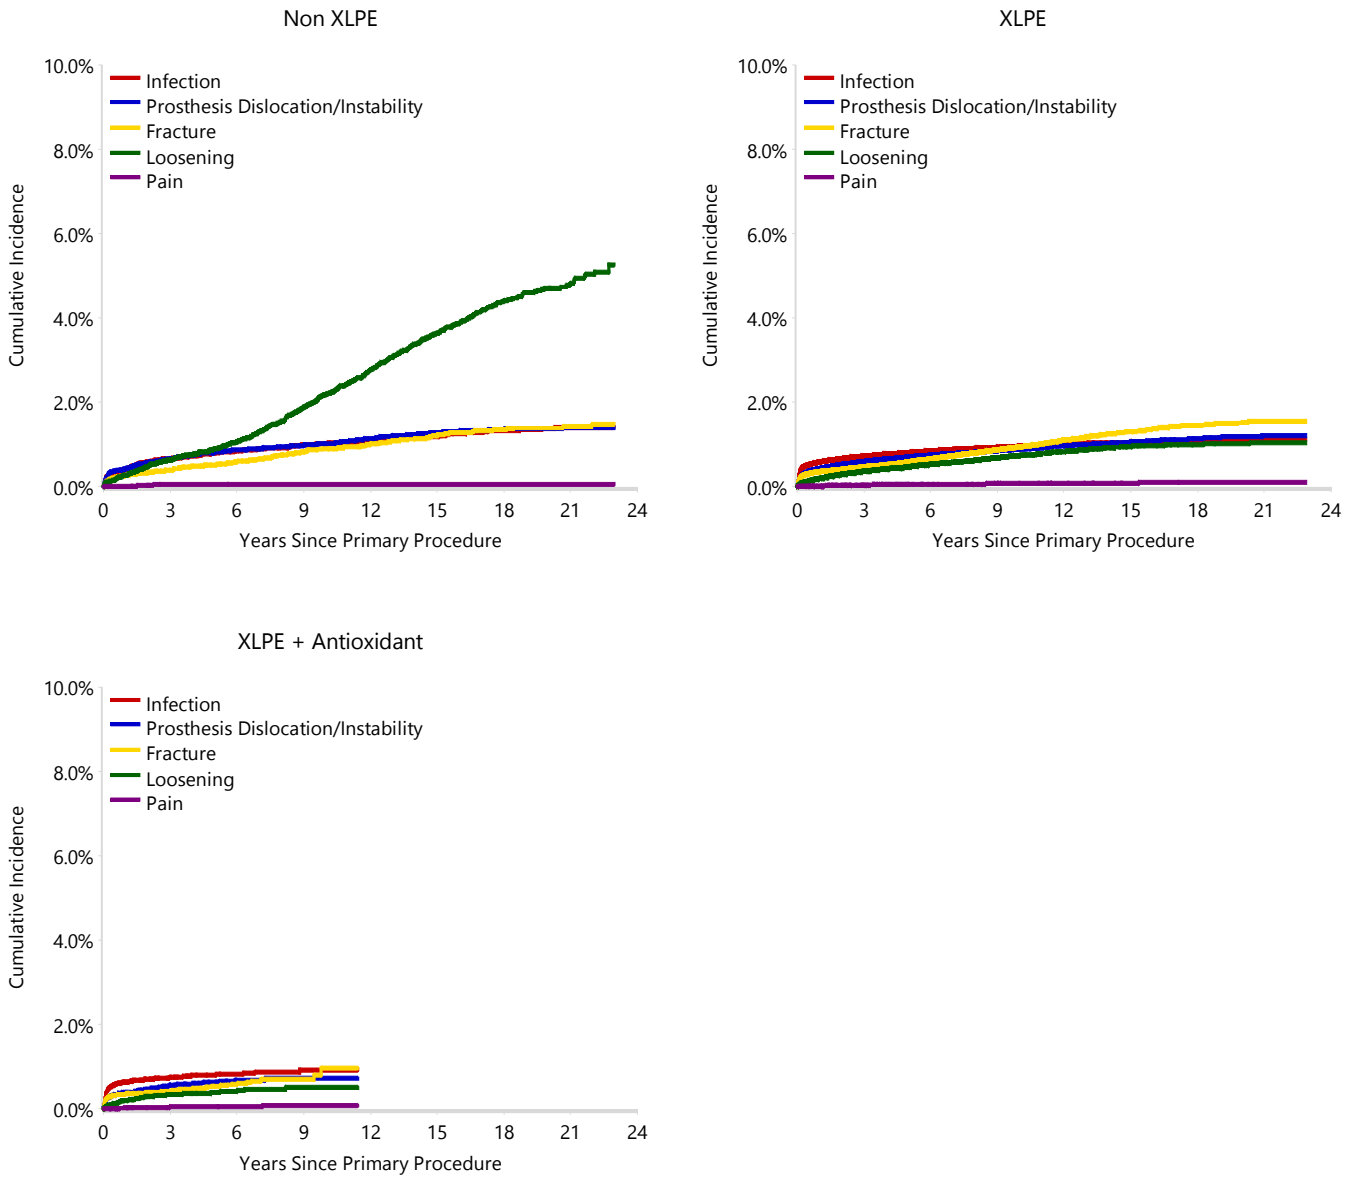 Non XLPE
10.0%
8.0%
6.0%
4.0%
2.0%
0.0%
Cumulative Incidence
Infection
Prosthesis Dislocation/Instability
Fracture
Loosening
Pain
0 3 6 9 12 15 18 21 24
Years Since Primary Procedure
XLPE
10.0%
8.0%
6.0%
4.0%
2.0%
0.0%
Cumulative Incidence
Infection
Prosthesis Dislocation/Instability
Fracture
Loosening
Pain
0 3 6 9 12 15 18 21 24
Years Since Primary Procedure
XLPE + Antioxidant
10.0%
8.0%
6.0%
4.0%
2.0%
0.0%
Cumulative Incidence
Infection
Prosthesis Dislocation/Instability
Fracture
Loosening
Pain
0 3 6 9 12 15 18 21 24
Years Since Primary Procedure